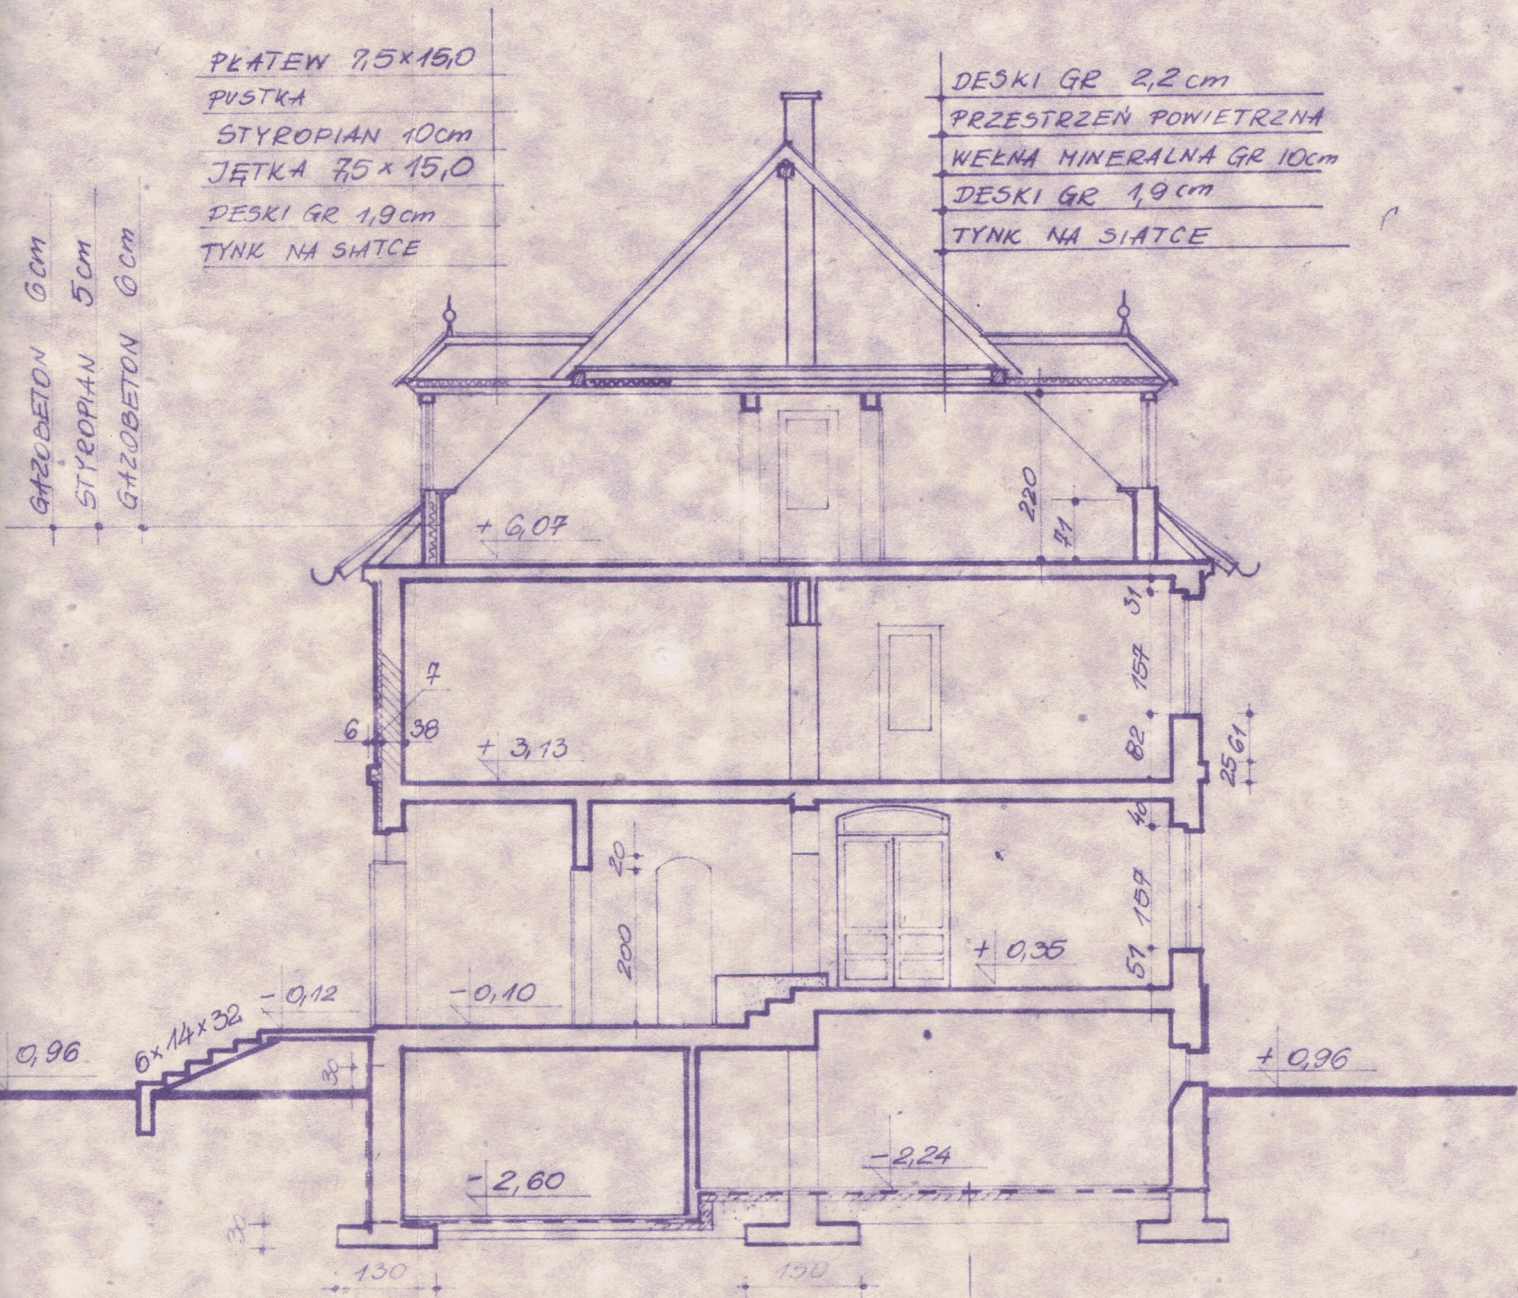 PŁATEW 7,5×15,0
PUSTKA
STYROPIAN 10cm
JĘTKA 7,5 × 15,0
DESKI GR 1,9cm
TYNK NA SIATCE
DESKI GR 2,2cm
PRZESTRZEŃ POWIETRZNA
WEŁNA MINERALNA GR 10cm
DESKI GR 1,9cm
TYNK NA SIATCE
GAZOBETON 6cm
STYROPIAN 5cm
GAZOBETON 6cm
+ 6,07
220
71
31
7
157
6
38
82
+ 3,13
61
25
40
20
157
200
+ 0,35
51
- 0,12
- 0,10
6×14×32
0,96
30
+ 0,96
- 2,24
- 2,60
30
130
150